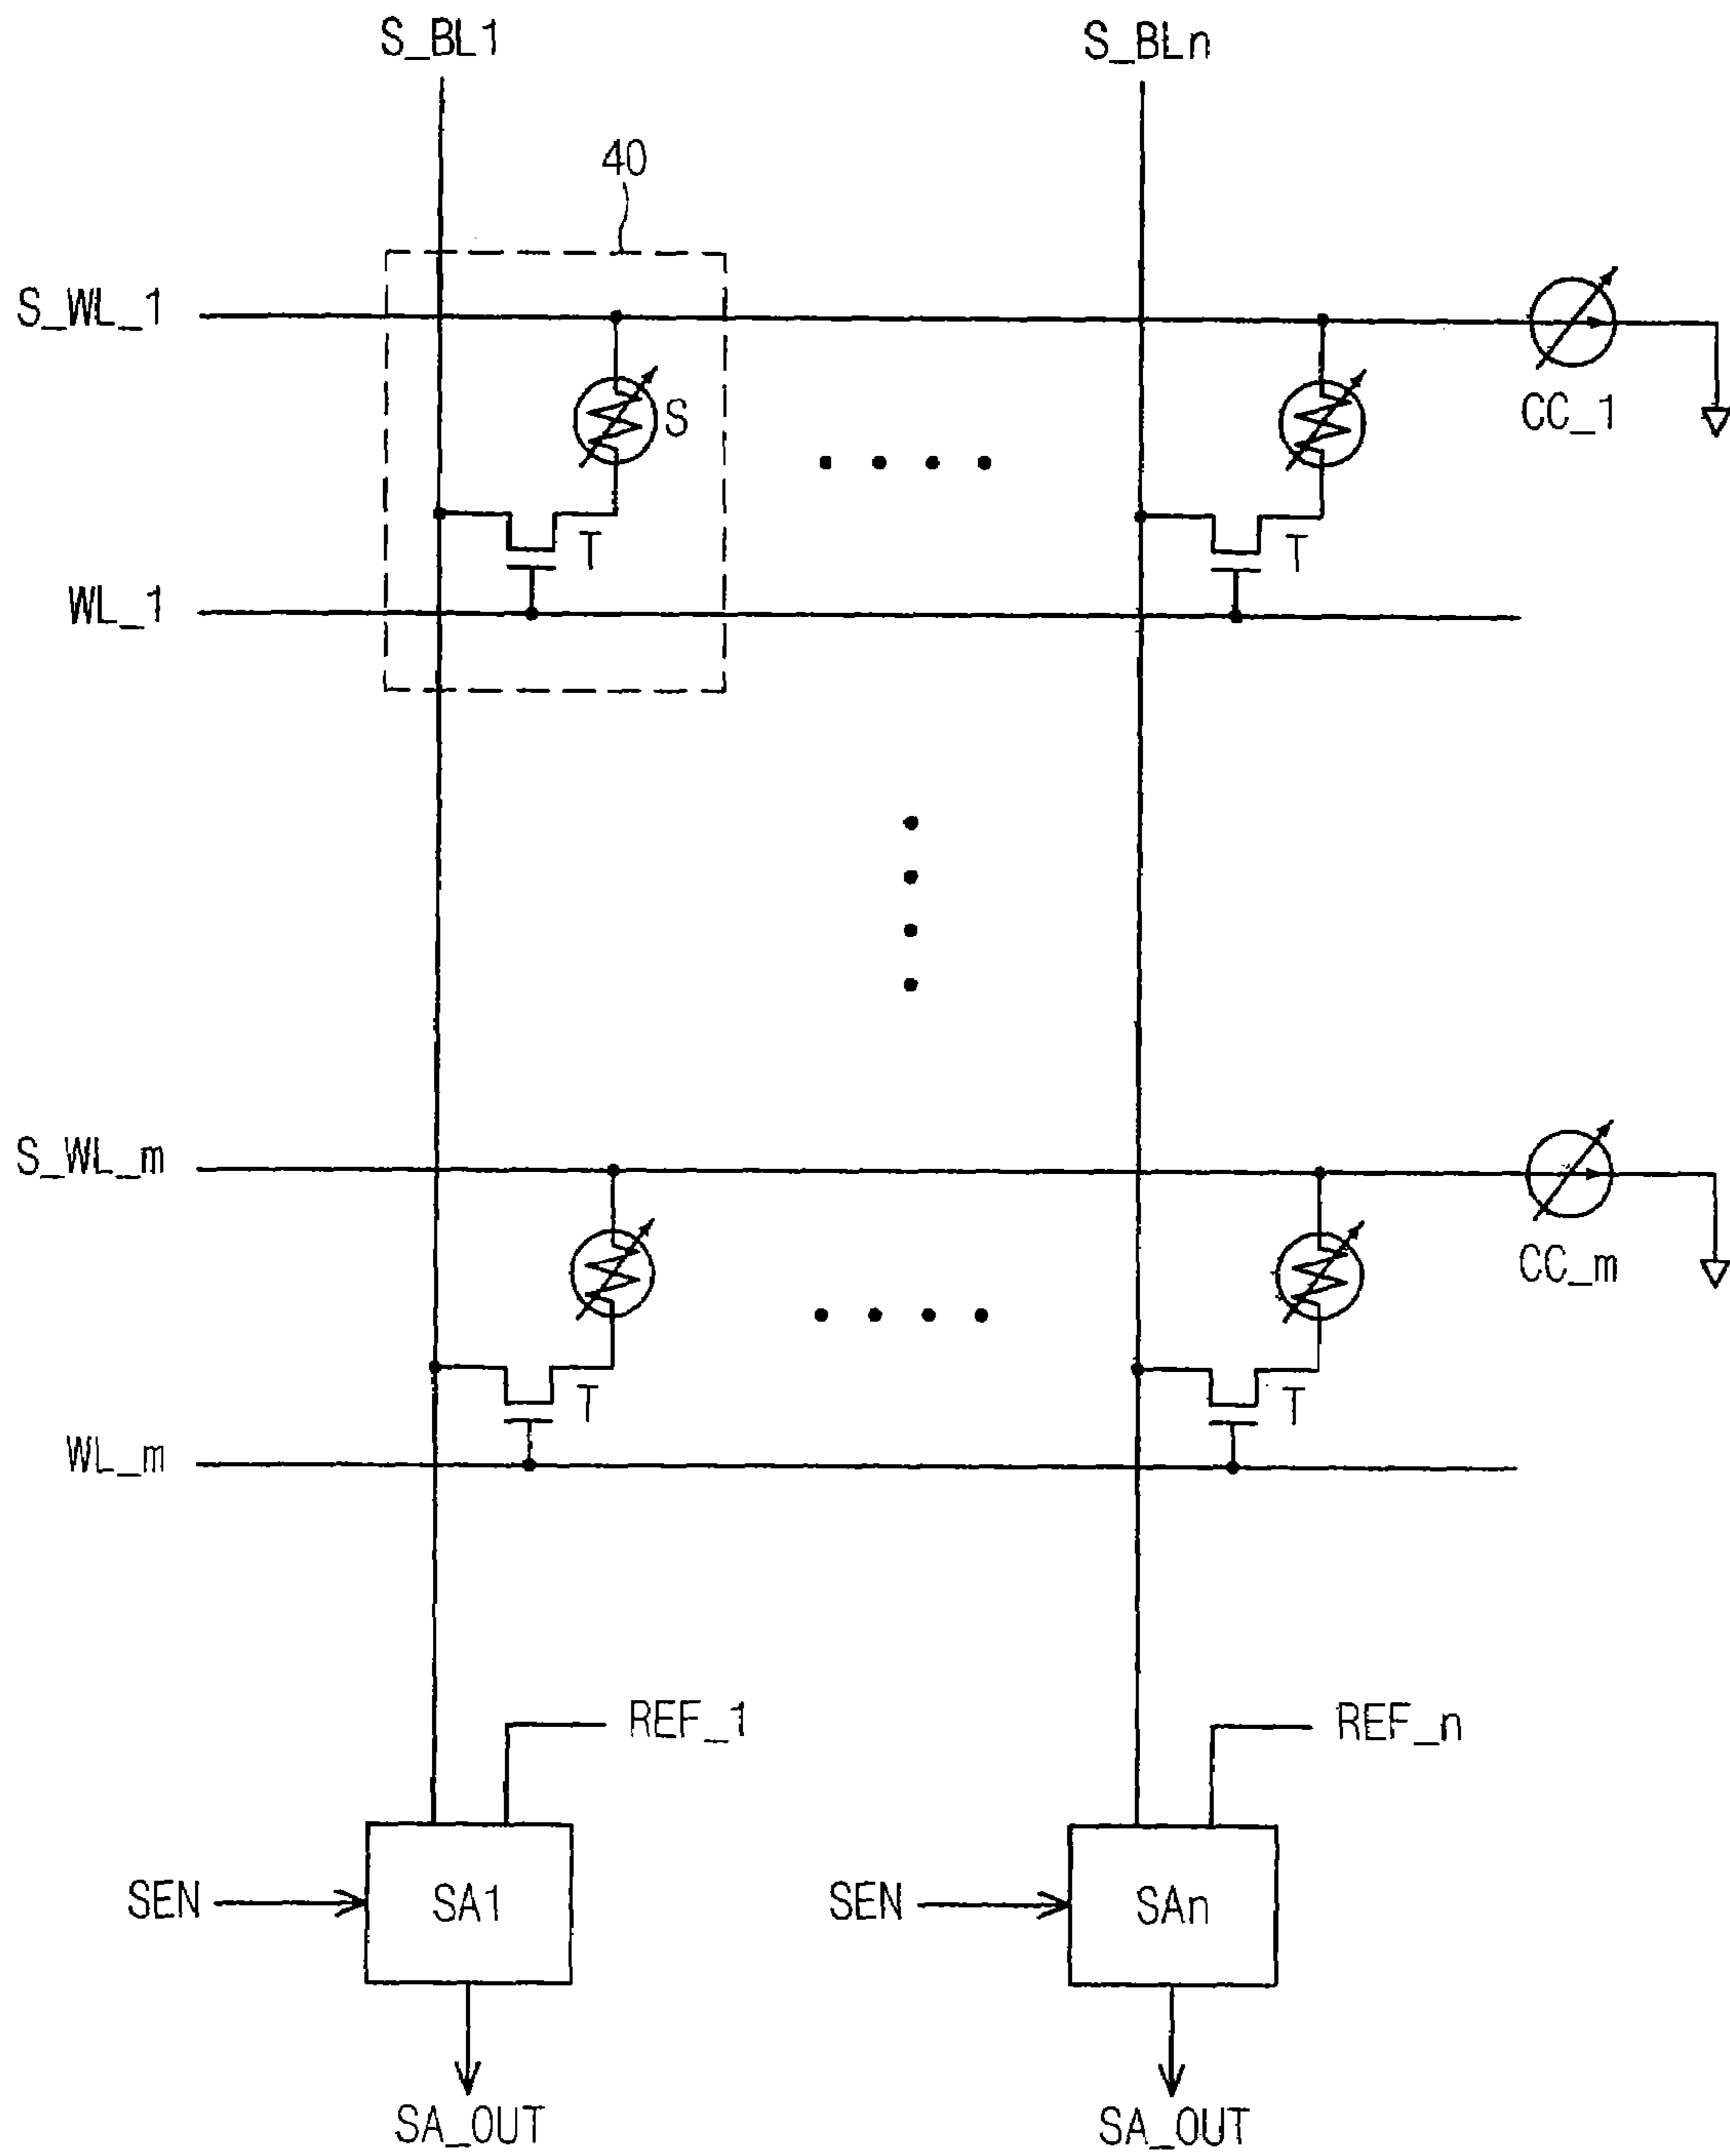 S_BL1
S_BLn
40
S_WL_1
S
CC_1
T
T
WL_1
S_WL_m
CC_m
T
T
WL_m
REF_1
REF_n
SEN
SA1
SEN
SAn
SA_OUT
SA_OUT